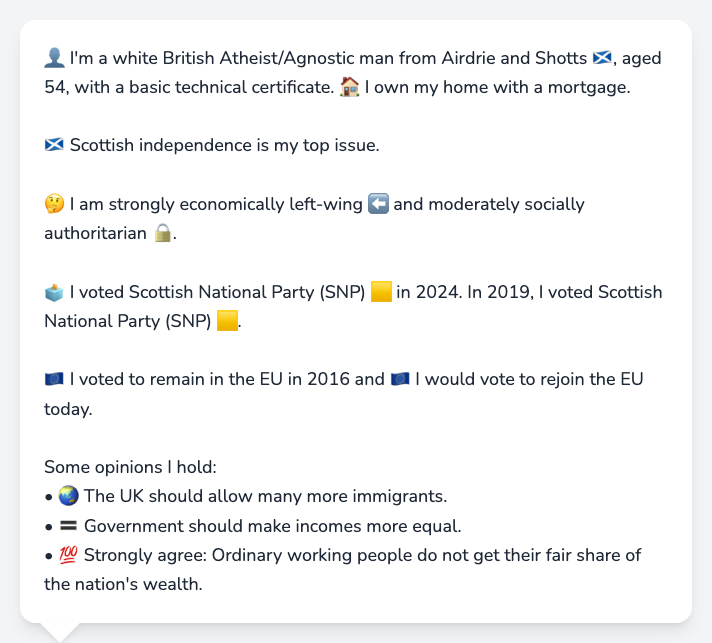 👤 I'm a white British Atheist/Agnostic man from Airdrie and Shotts 🏴󠁧󠁢󠁳󠁣󠁴󠁿, aged
54, with a basic technical certificate. 🏠 I own my home with a mortgage.
🏴󠁧󠁢󠁳󠁣󠁴󠁿 Scottish independence is my top issue.
🤔 I am strongly economically left-wing ⬅️ and moderately socially
authoritarian 🔒.
🗳️ I voted Scottish National Party (SNP) 🟨 in 2024. In 2019, I voted Scottish
National Party (SNP) 🟨.
🇪🇺 I voted to remain in the EU in 2016 and 🇪🇺 I would vote to rejoin the EU
today.
Some opinions I hold:
• 🌏 The UK should allow many more immigrants.
• 🟰 Government should make incomes more equal.
• 💯 Strongly agree: Ordinary working people do not get their fair share of
the nation's wealth.